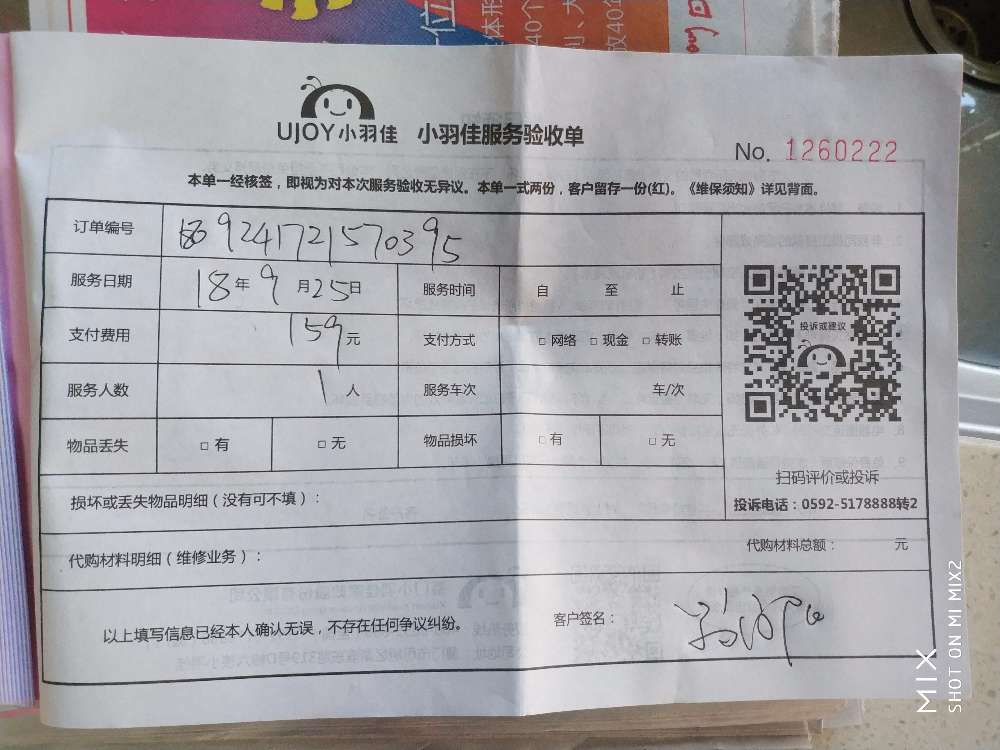 UJOY小羽佳 小羽佳服务验收单
No. 1260222
本单一经核签，即视为对本次服务验收无异议。本单一式两份，客户留存一份(红)。《维保须知》详见背面。
订单编号 9241721570395
服务日期 18年9月25日 服务时间 自 至 止
支付费用 159元 支付方式 □ 网络 □ 现金 □ 转账
服务人数 1人 服务车次 车/次
物品丢失 □ 有 □ 无 物品损坏 □ 有 □ 无
投诉或建议
扫码评价或投诉
投诉电话：0592-5178888转2
损坏或丢失物品明细（没有可不填）：
代购材料明细（维修业务）： 代购材料总额： 元
以上填写信息已经本人确认无误，不存在任何争议纠纷。 客户签名：
MIX
SHOT ON MI MIX2